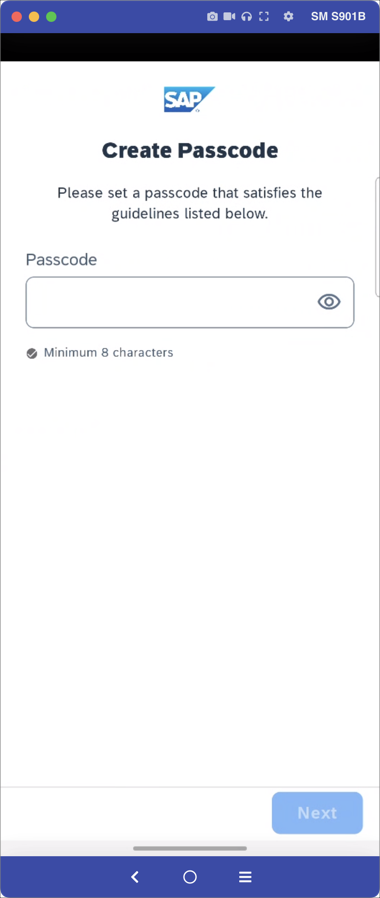 SM S901B
SAP
Create Passcode
Please set a passcode that satisfies the
guidelines listed below.
Passcode
Minimum 8 characters
Next